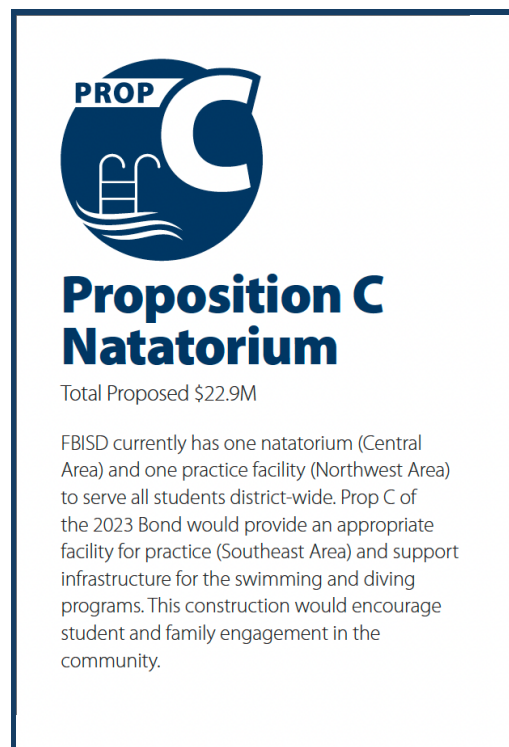 PROP C
Proposition C
Natatorium
Total Proposed $22.9M
FBISD currently has one natatorium (Central
Area) and one practice facility (Northwest Area)
to serve all students district-wide. Prop C of
the 2023 Bond would provide an appropriate
facility for practice (Southeast Area) and support
infrastructure for the swimming and diving
programs. This construction would encourage
student and family engagement in the
community.